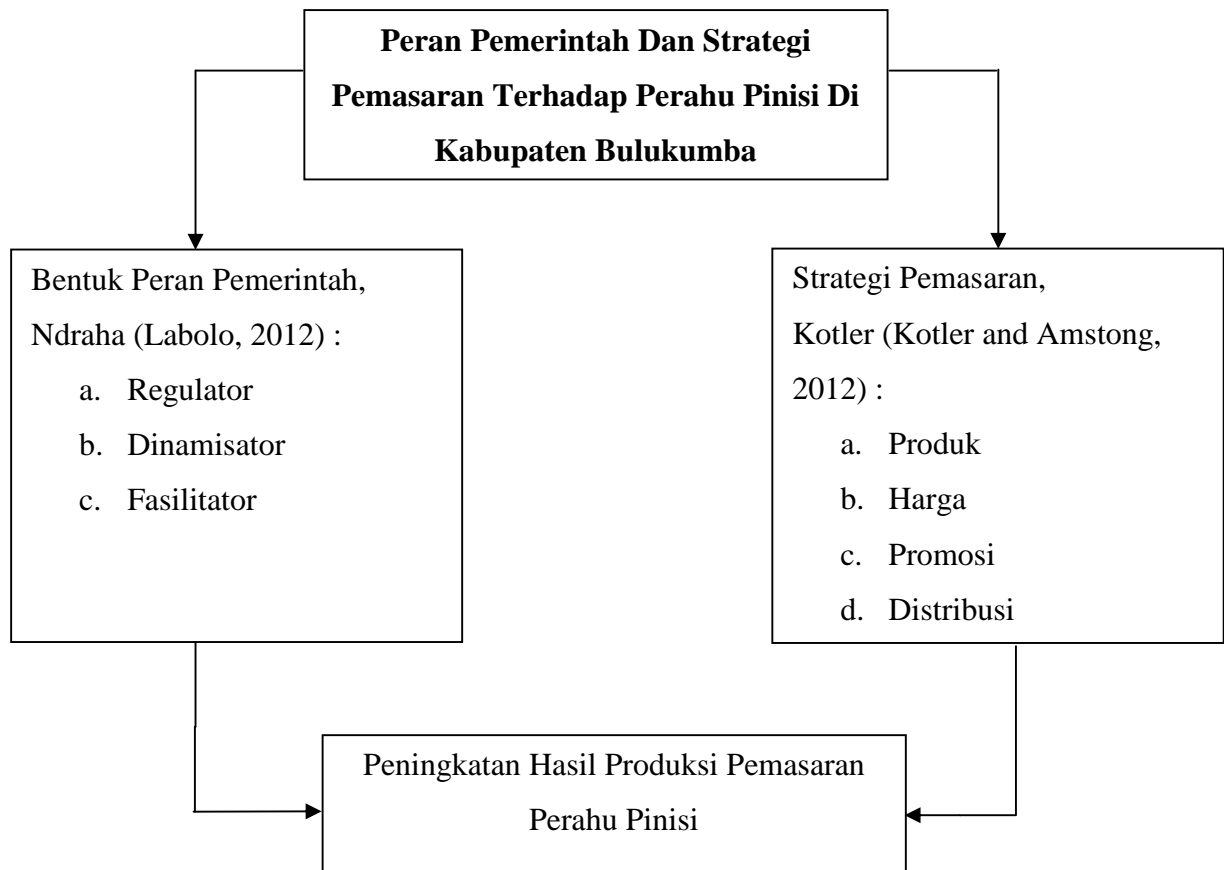 Peran Pemerintah Dan Strategi
Pemasaran Terhadap Perahu Pinisi Di
Kabupaten Bulukumba
Bentuk Peran Pemerintah,
Ndraha (Labolo, 2012) :
a. Regulator
b. Dinamisator
c. Fasilitator
Strategi Pemasaran,
Kotler (Kotler and Amstong,
2012) :
a. Produk
b. Harga
c. Promosi
d. Distribusi
Peningkatan Hasil Produksi Pemasaran
Perahu Pinisi